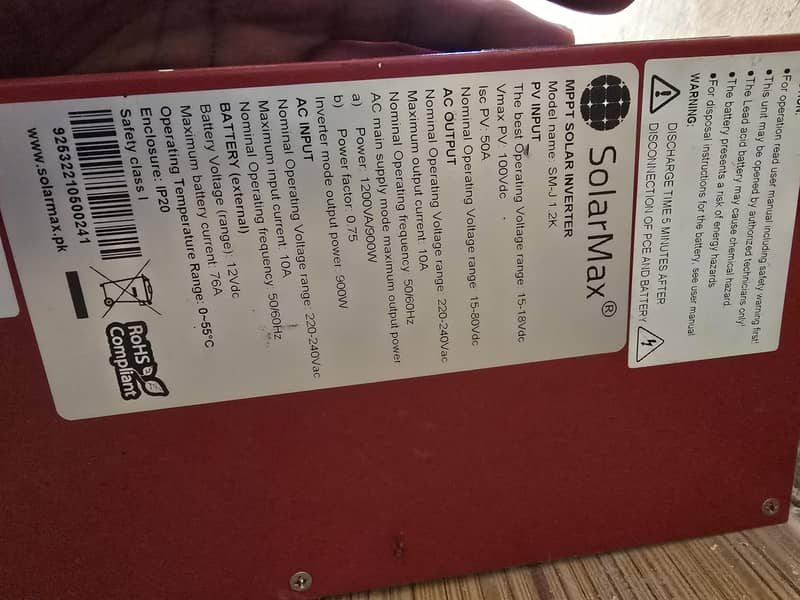 ION:
●For operation read user manual including safety warning first!
●This unit may be opened by authorized technicians only!
●The Lead acid battery may cause chemical hazard.
●The battery presents a risk of energy hazards
●For disposal instructions for the battery, see user manual
WARNING:
DISCHARGE TIME 5 MINUTES AFTER
DISCONNECTION OF PCE AND BATTERY
SolarMax®
MPPT SOLAR INVERTER
Model name: SM-J 1.2K
PV INPUT
The best Operating Voltage range: 15-18Vdc
Vmax PV: 100Vdc
Isc PV: 50A
Nominal Operating Voltage range: 15-80Vdc
AC OUTPUT
Nominal Operating Voltage range: 220-240Vac
Maximum output current: 10A
Nominal Operating frequency: 50/60Hz
AC main supply mode maximum output power:
a) Power: 1200VA/900W
b) Power factor: 0.75
Inverter mode output power: 900W
AC INPUT
Nominal Operating Voltage range: 220-240Vac
Maximum input current: 10A
Nominal Operating frequency: 50/60Hz
BATTERY (external)
Battery Voltage (range): 12Vdc
Maximum battery current: 76A
Operating Temperature Range: 0~55°C
Enclosure: IP20
Safety class I
92632210500241
www.solarmax.pk
RoHS
Compliant